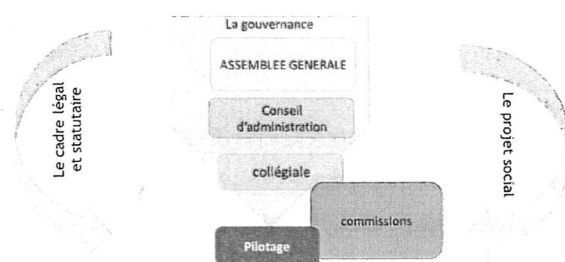 La gouvernance
ASSEMBLEE GENERALE
Conseil
d'administration
collégiale
commissions
Pilotage
Le cadre légal
et statutaire
Le projet social